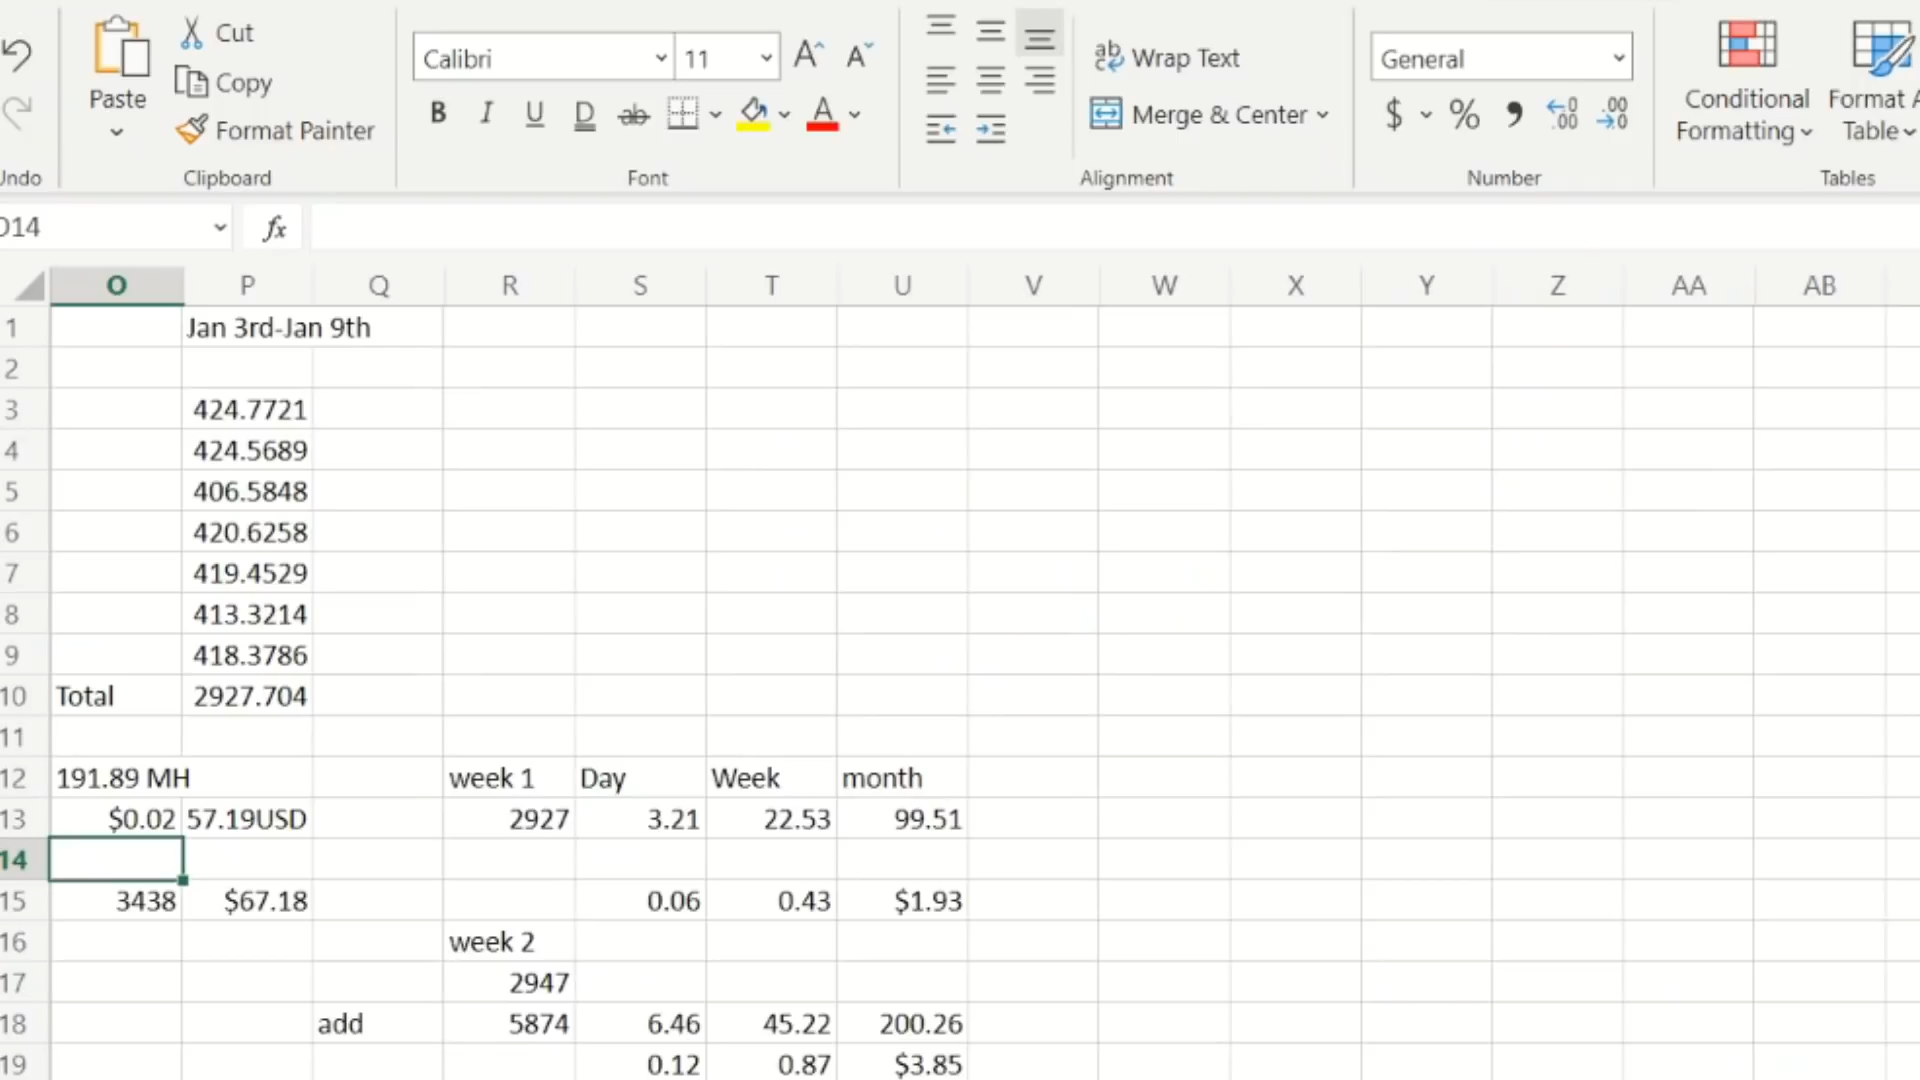 Cut
Copy
Paste
Format Painter
Undo
Clipboard
Calibri 11 A A
B I U D ab A
Font
ab c Wrap Text
Merge & Center
Alignment
General
$ % , .00 .00
Number
Conditional Formatting
Format A
Table
Tables
O14 fx
O P Q R S T U V W X Y Z AA AB
1 Jan 3rd-Jan 9th
2
3 424.7721
4 424.5689
5 406.5848
6 420.6258
7 419.4529
8 413.3214
9 418.3786
10 Total 2927.704
11
12 191.89 MH week 1 Day Week month
13 $0.02 57.19USD 2927 3.21 22.53 99.51
14
15 3438 $67.18 0.06 0.43 $1.93
16 week 2
17 2947
18 add 5874 6.46 45.22 200.26
19 0.12 0.87 $3.85